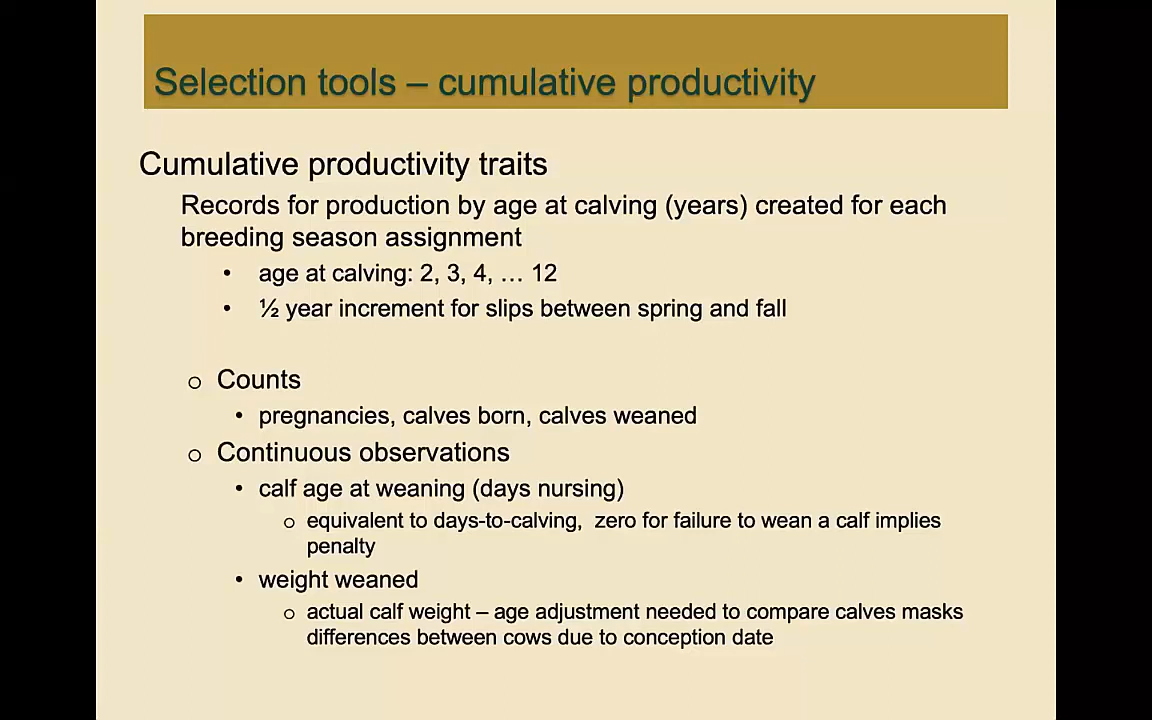 Selection tools – cumulative productivity
Cumulative productivity traits
Records for production by age at calving (years) created for each
breeding season assignment
• age at calving: 2, 3, 4, … 12
• ½ year increment for slips between spring and fall
o Counts
• pregnancies, calves born, calves weaned
o Continuous observations
• calf age at weaning (days nursing)
o equivalent to days-to-calving, zero for failure to wean a calf implies
penalty
• weight weaned
o actual calf weight – age adjustment needed to compare calves masks
differences between cows due to conception date